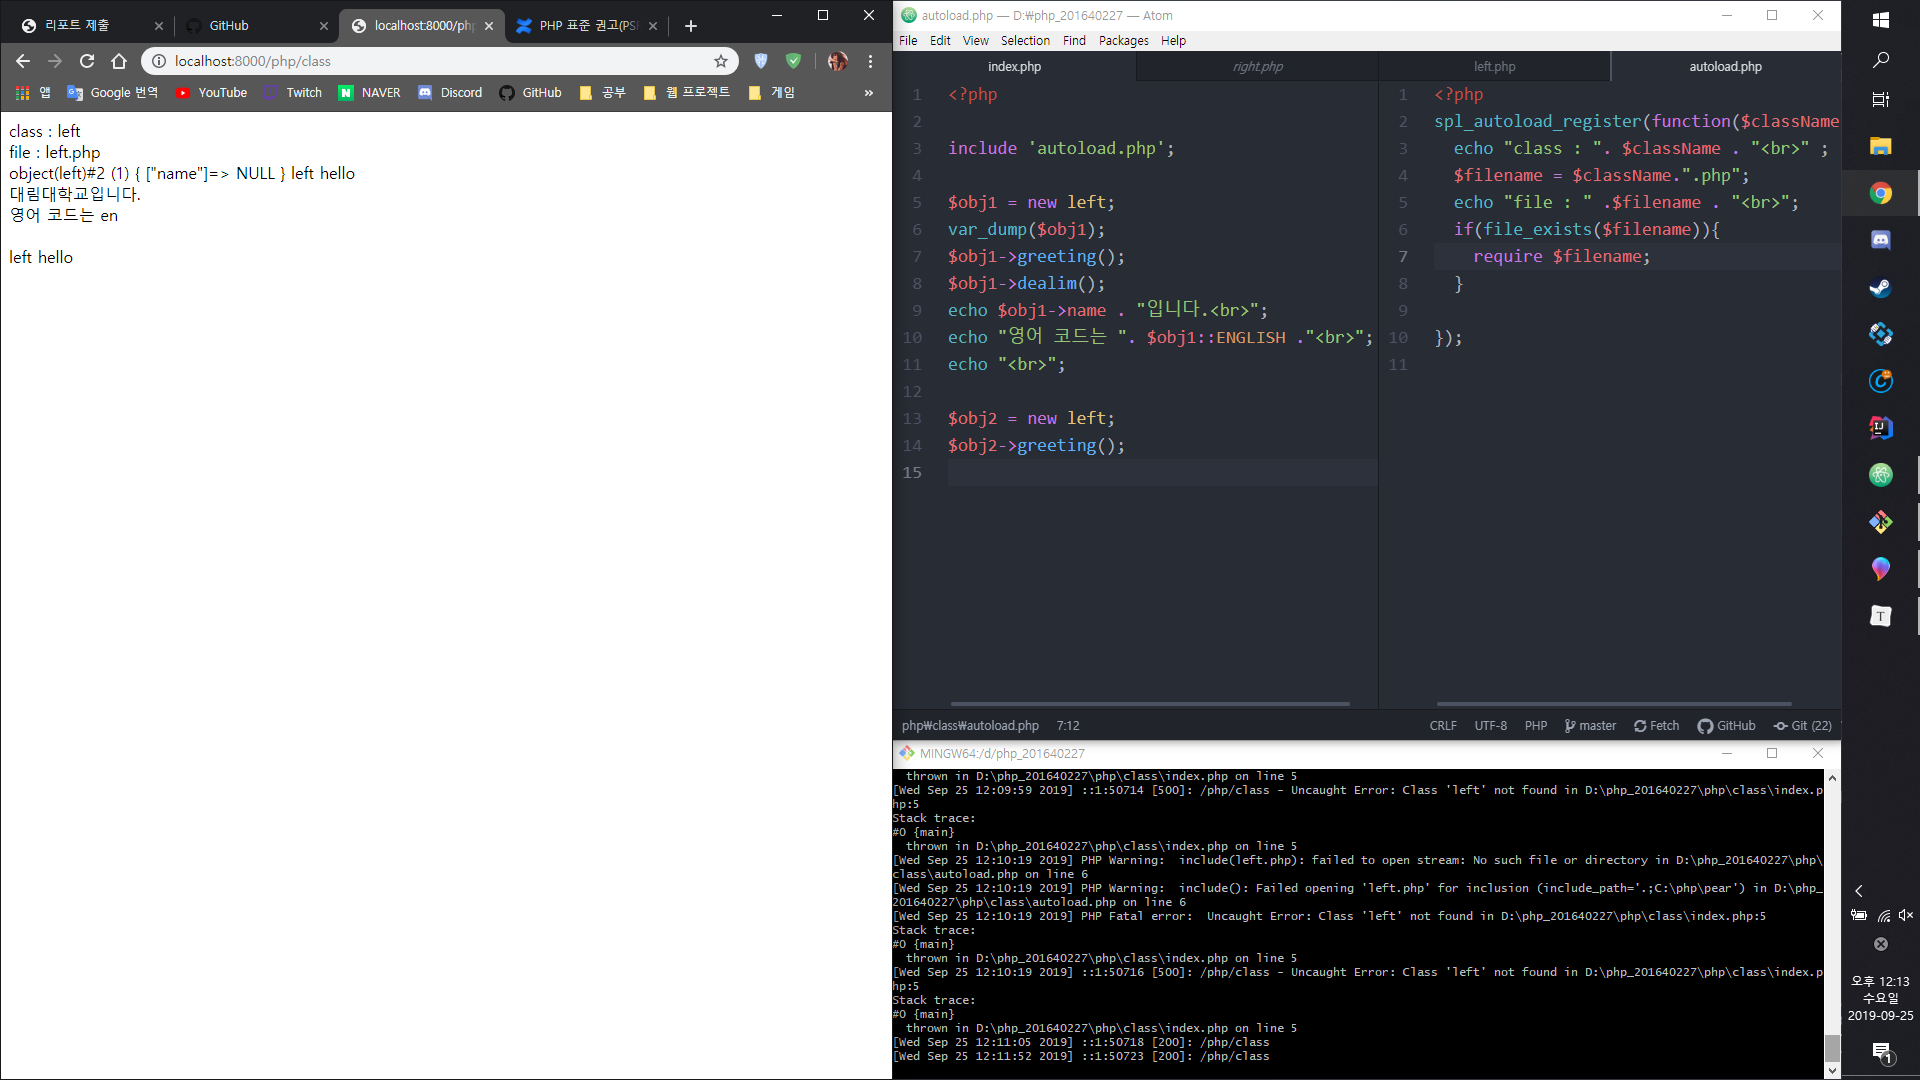 리포트 제출
GitHub
localhost:8000/php
PHP 표준 권고(PSR
localhost:8000/php/class
앱
Google 번역
YouTube
Twitch
NAVER
Discord
GitHub
공부
웹 프로젝트
게임
»
class : left
file : left.php
object(left)#2 (1) { ["name"]=> NULL } left hello
대림대학교입니다.
영어 코드는 en
left hello
autoload.php — D:₩php_201640227 — Atom
File Edit View Selection Find Packages Help
index.php
right.php
left.php
autoload.php
1 <?php
2
3 include 'autoload.php';
4
5 $obj1 = new left;
6 var_dump($obj1);
7 $obj1->greeting();
8 $obj1->dealim();
9 echo $obj1->name . "입니다.<br>";
10 echo "영어 코드는 ". $obj1::ENGLISH ."<br>";
11 echo "<br>";
12
13 $obj2 = new left;
14 $obj2->greeting();
15
1 <?php
2 spl_autoload_register(function($className
3 echo "class : ". $className . "<br>" ;
4 $filename = $className.".php";
5 echo "file : " .$filename . "<br>";
6 if(file_exists($filename)){
7 require $filename;
8 }
9
10 });
11
php₩class₩autoload.php 7:12
CRLF UTF-8 PHP master Fetch GitHub Git (22)
MINGW64:/d/php_201640227
thrown in D:\php_201640227\php\class\index.php on line 5
[Wed Sep 25 12:09:59 2019] ::1:50714 [500]: /php/class - Uncaught Error: Class 'left' not found in D:\php_201640227\php\class\index.p
hp:5
Stack trace:
#0 {main}
thrown in D:\php_201640227\php\class\index.php on line 5
[Wed Sep 25 12:10:19 2019] PHP Warning:  include(left.php): failed to open stream: No such file or directory in D:\php_201640227\php\
class\autoload.php on line 6
[Wed Sep 25 12:10:19 2019] PHP Warning:  include(): Failed opening 'left.php' for inclusion (include_path='.;C:\php\pear') in D:\php_
201640227\php\class\autoload.php on line 6
[Wed Sep 25 12:10:19 2019] PHP Fatal error:  Uncaught Error: Class 'left' not found in D:\php_201640227\php\class\index.php:5
Stack trace:
#0 {main}
thrown in D:\php_201640227\php\class\index.php on line 5
[Wed Sep 25 12:10:19 2019] ::1:50716 [500]: /php/class - Uncaught Error: Class 'left' not found in D:\php_201640227\php\class\index.p
hp:5
Stack trace:
#0 {main}
thrown in D:\php_201640227\php\class\index.php on line 5
[Wed Sep 25 12:11:05 2019] ::1:50718 [200]: /php/class
[Wed Sep 25 12:11:52 2019] ::1:50723 [200]: /php/class
IJ
T
오후 12:13
수요일
2019-09-25
1